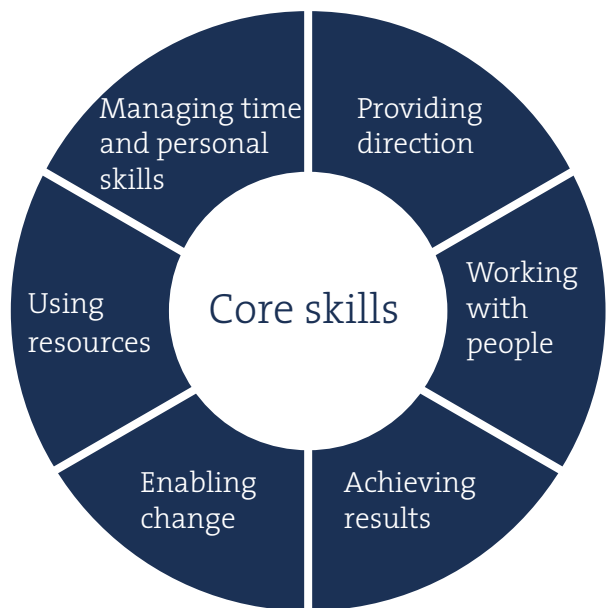 Managing time
and personal
skills
Providing
direction
Working
with
people
Achieving
results
Enabling
change
Using
resources
Core skills